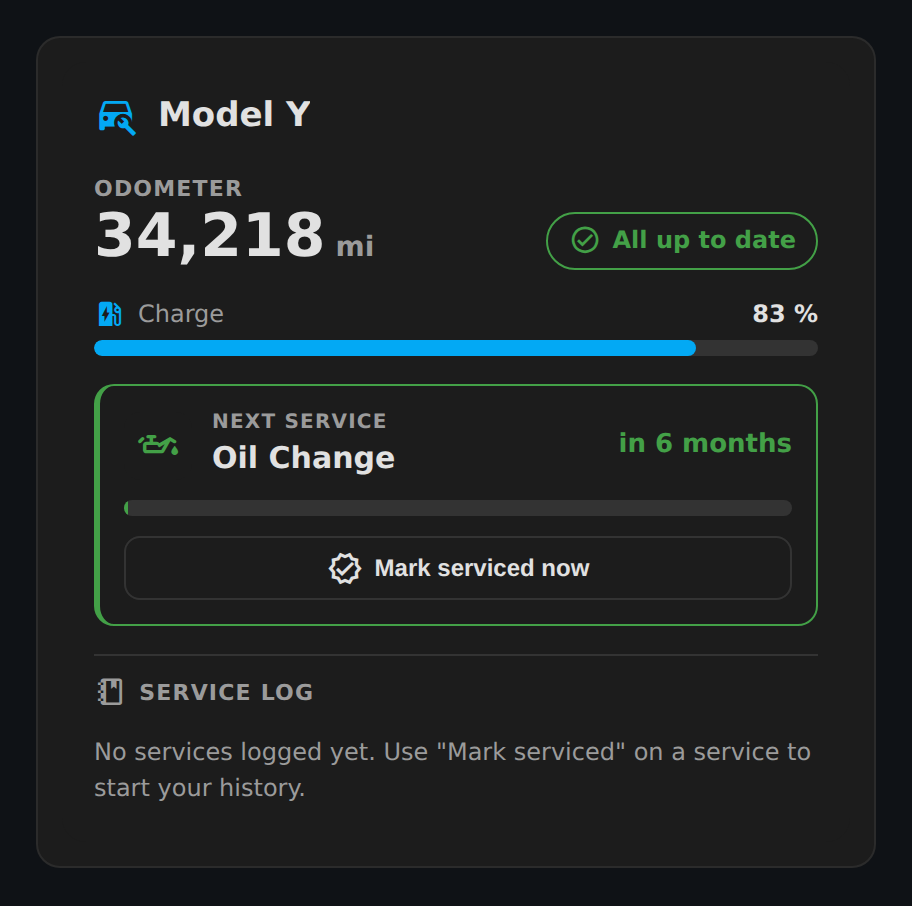 Model Y
ODOMETER
34,218 mi
All up to date
Charge
83 %
NEXT SERVICE
Oil Change
in 6 months
Mark serviced now
SERVICE LOG
No services logged yet. Use "Mark serviced" on a service to
start your history.